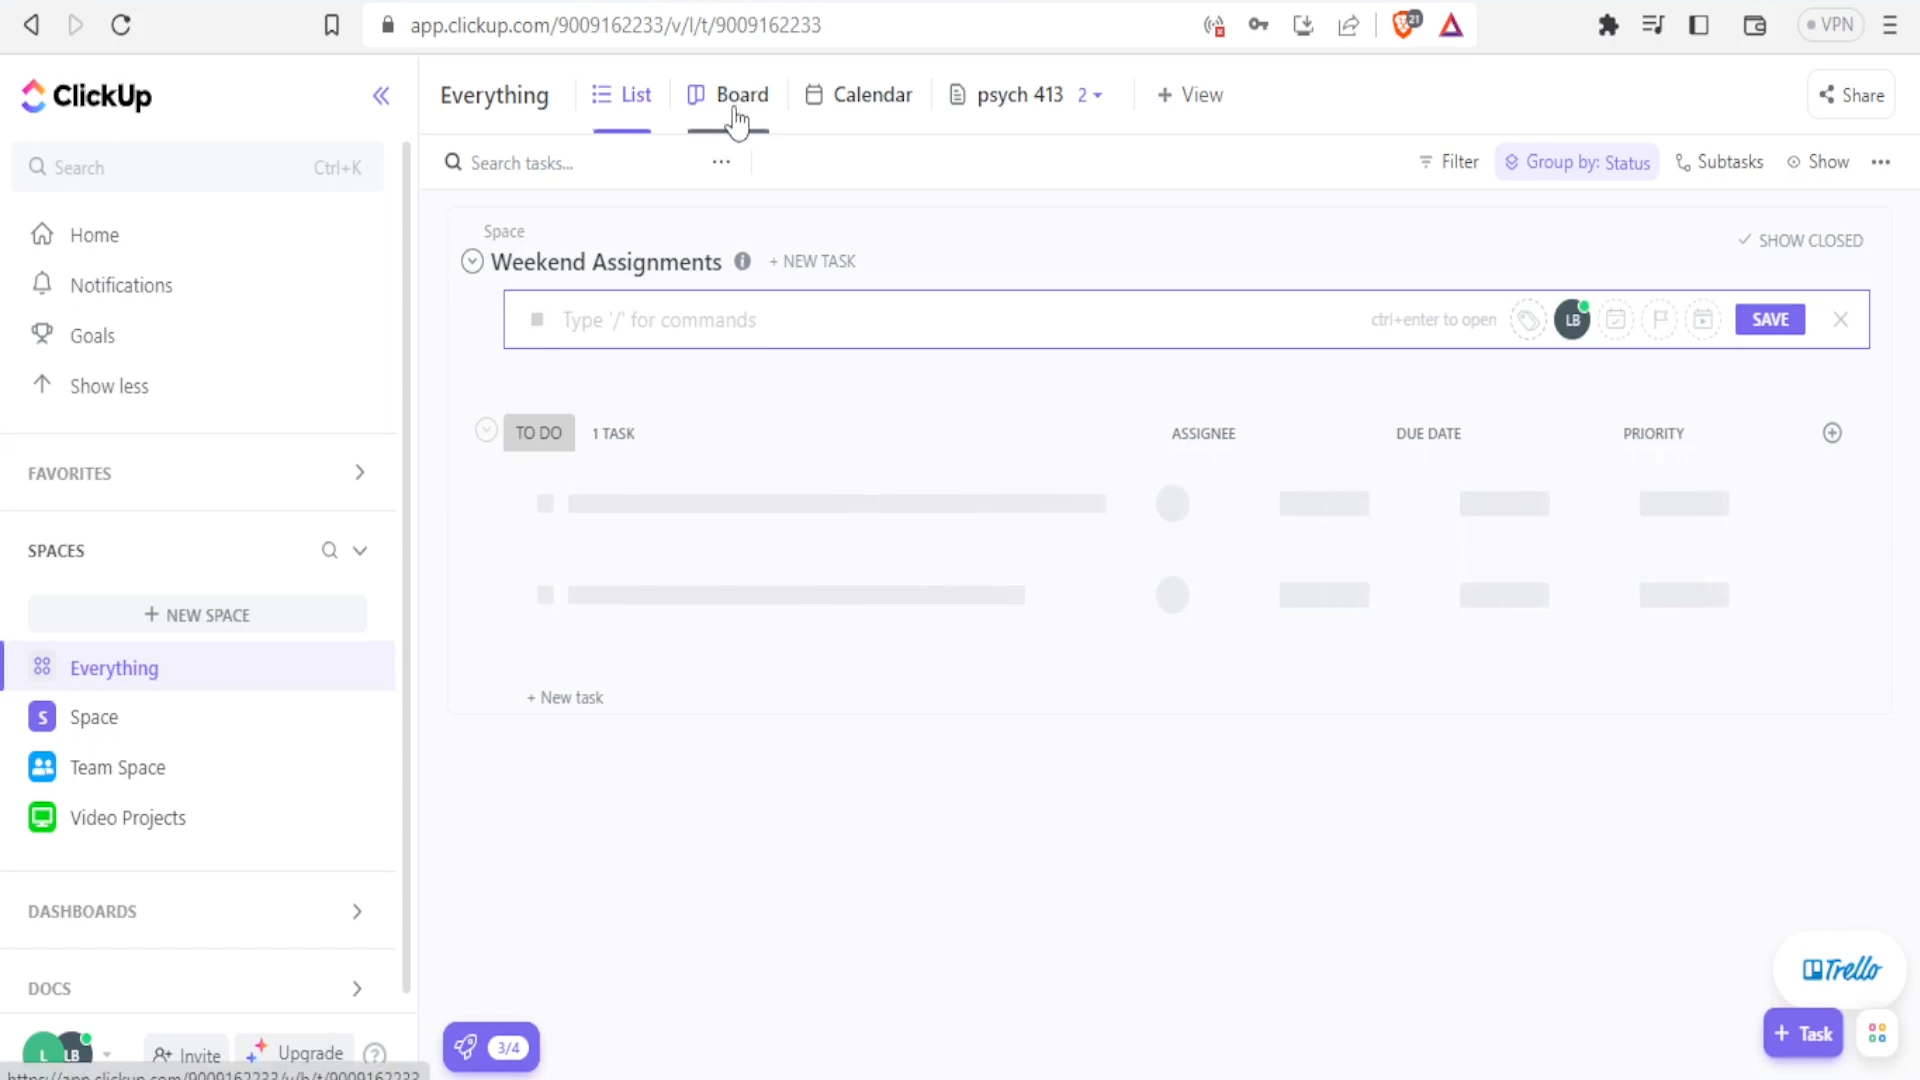 app.clickup.com/9009162233/v/l/t/9009162233
21
VPN
ClickUp
Search Ctrl+K
Home
Notifications
Goals
Show less
FAVORITES
SPACES
+ NEW SPACE
Everything
S Space
Team Space
Video Projects
DASHBOARDS
DOCS
L LB Invite Upgrade ?
https://app.clickup.com/9009162233/v/b/t/9009162233
Everything List Board Calendar psych 413 2 + View
Share
Search tasks... ...
Filter Group by: Status Subtasks Show ...
Space
Weekend Assignments + NEW TASK
SHOW CLOSED
Type '/' for commands ctrl+enter to open LB SAVE
TO DO 1 TASK ASSIGNEE DUE DATE PRIORITY
+ New task
3/4
Trello
+ Task